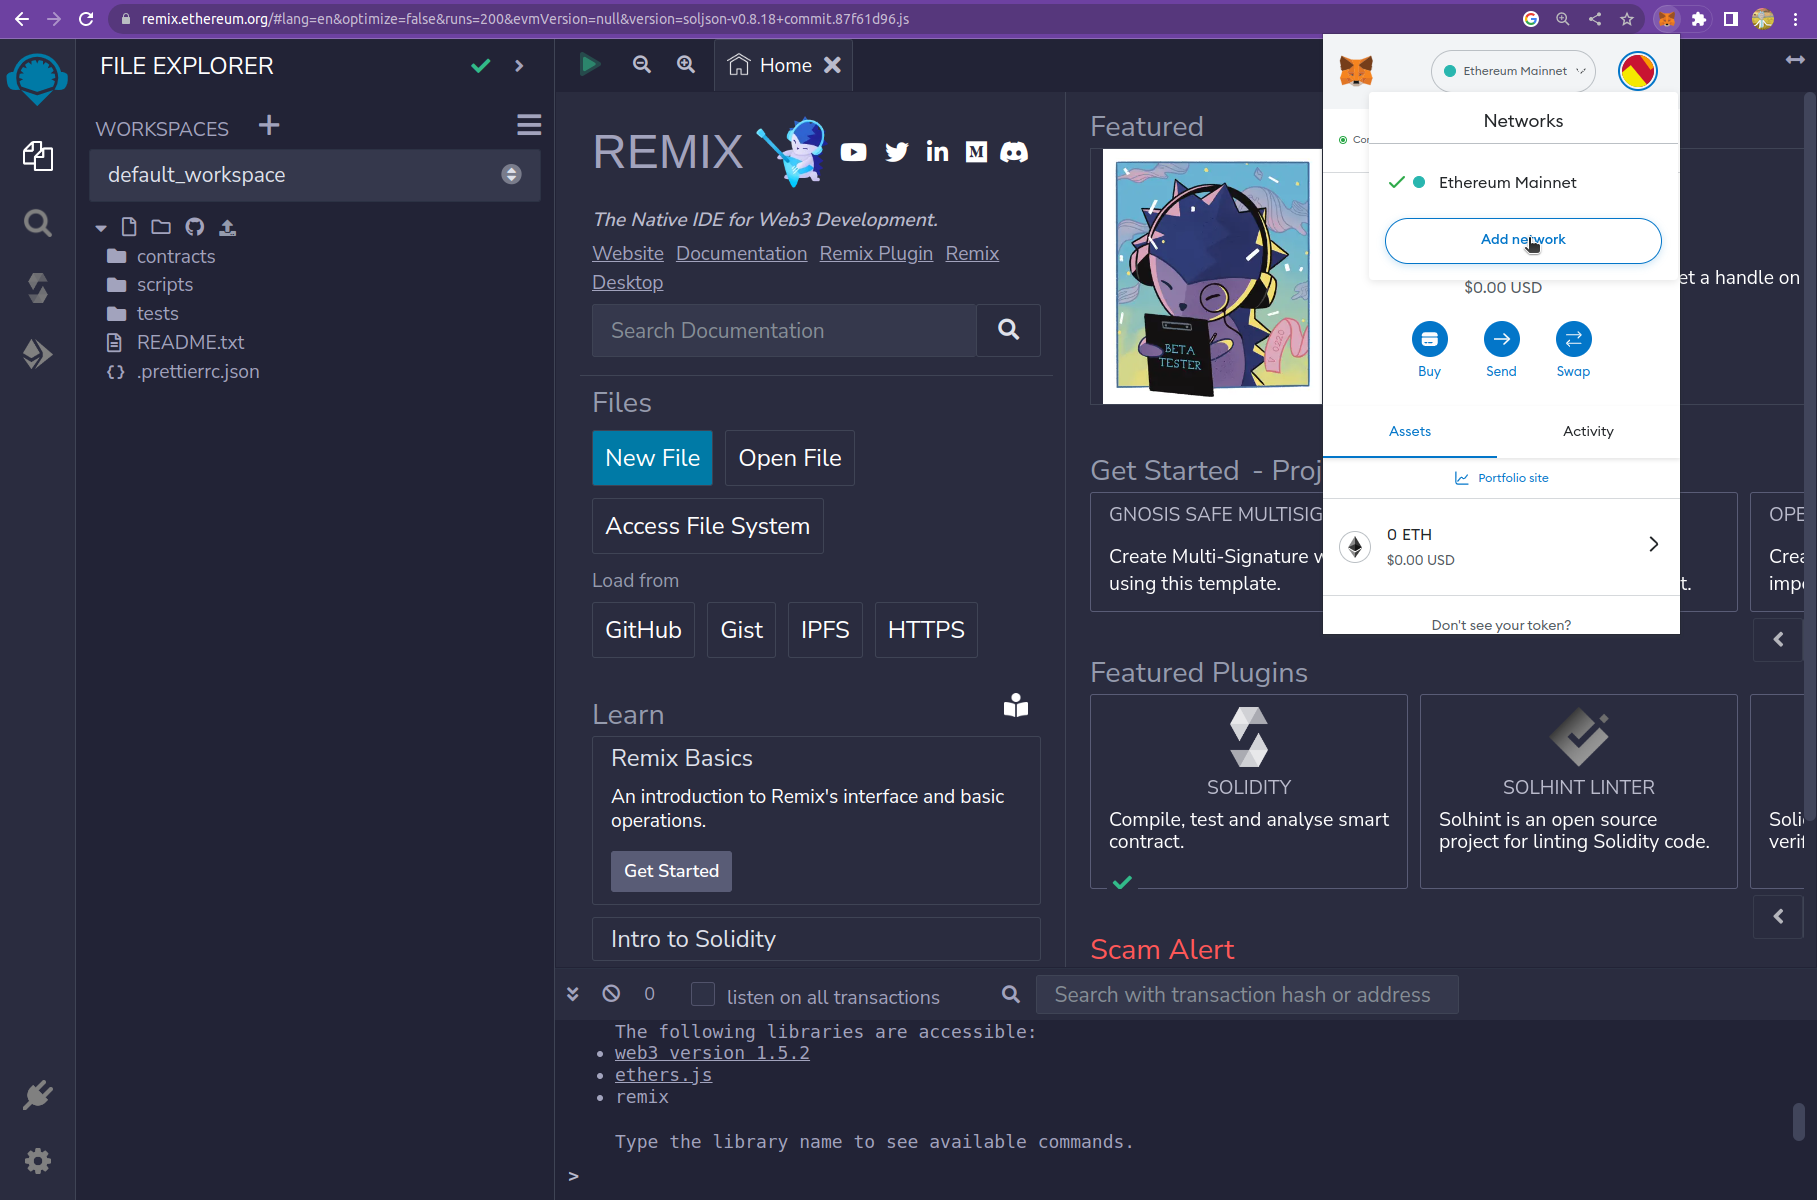 remix.ethereum.org/#lang=en&optimize=false&runs=200&evmVersion=null&version=soljson-v0.8.18+commit.87f61d96.js
FILE EXPLORER
WORKSPACES
default_workspace
contracts
scripts
tests
README.txt
.prettierrc.json
Home
REMIX
The Native IDE for Web3 Development.
Website Documentation Remix Plugin Remix
Desktop
Search Documentation
Files
New File
Open File
Access File System
Load from
GitHub
Gist
IPFS
HTTPS
Learn
Remix Basics
An introduction to Remix's interface and basic
operations.
Get Started
Intro to Solidity
Featured
BETA
TESTER
et a handle on
Get Started - Proj
GNOSIS SAFE MULTISIG
Create Multi-Signature w
using this template.
t.
OPE
Crea
imp
Featured Plugins
SOLIDITY
Compile, test and analyse smart
contract.
SOLHINT LINTER
Solhint is an open source
project for linting Solidity code.
Soli
verif
Scam Alert
Ethereum Mainnet
Con
Networks
Ethereum Mainnet
Add network
$0.00 USD
Buy
Send
Swap
Assets
Activity
Portfolio site
0 ETH
$0.00 USD
Don't see your token?
0
listen on all transactions
Search with transaction hash or address
The following libraries are accessible:
• web3 version 1.5.2
• ethers.js
• remix
Type the library name to see available commands.
>